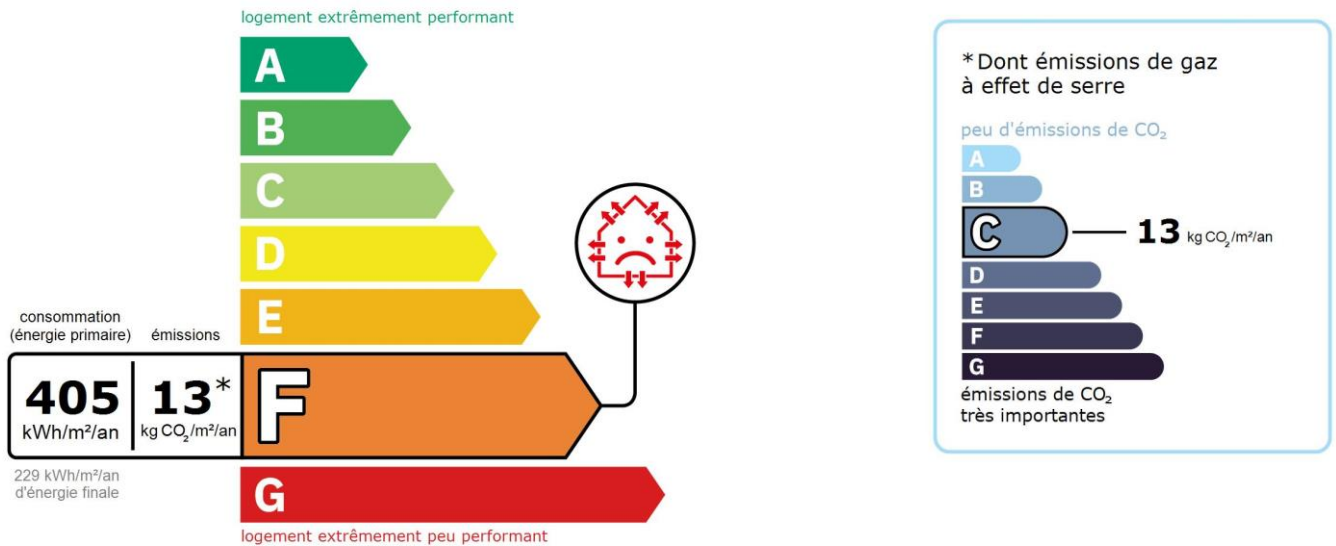 logement extrêmement performant
A
B
C
D
E
consommation
(énergie primaire)
émissions
405
kWh/m²/an
13*
kg CO₂/m²/an
F
229 kWh/m²/an
d'énergie finale
G
logement extrêmement peu performant
*Dont émissions de gaz
à effet de serre
peu d'émissions de CO₂
A
B
C
13 kg CO₂/m²/an
D
E
F
G
émissions de CO₂
très importantes